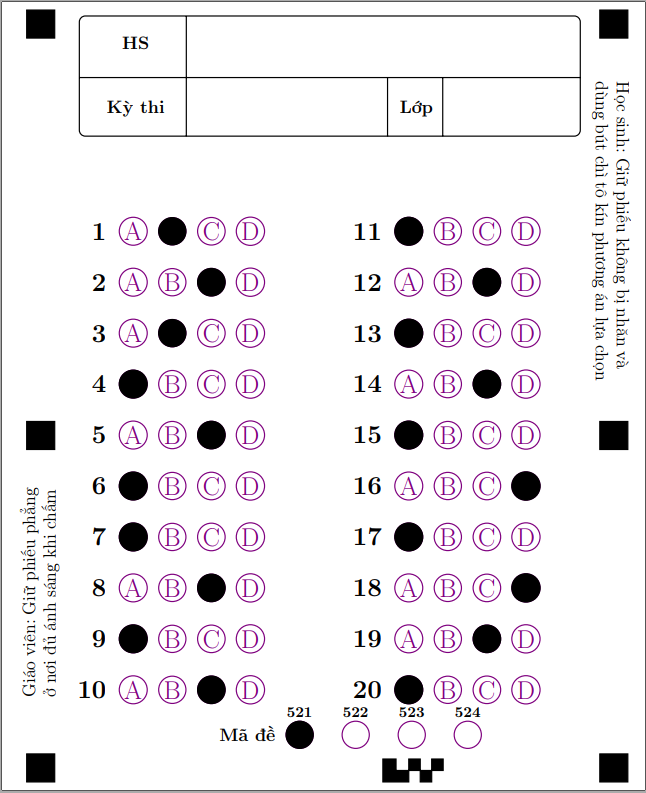 HS
Kỳ thi
Lớp
Học sinh: Giữ phiếu không bị nhăn và
dùng bút chì tô kín phương án lựa chọn
1 A C D
2 A B D
3 A C D
4 B C D
5 A B D
6 B C D
7 B C D
8 A B D
9 B C D
10 A B D
11 B C D
12 A B D
13 B C D
14 A B D
15 B C D
16 A B C
17 B C D
18 A B C
19 A B D
20 B C D
Giáo viên: Giữ phiếu phẳng
ở nơi đủ ánh sáng khi chấm
521 522 523 524
Mã đề